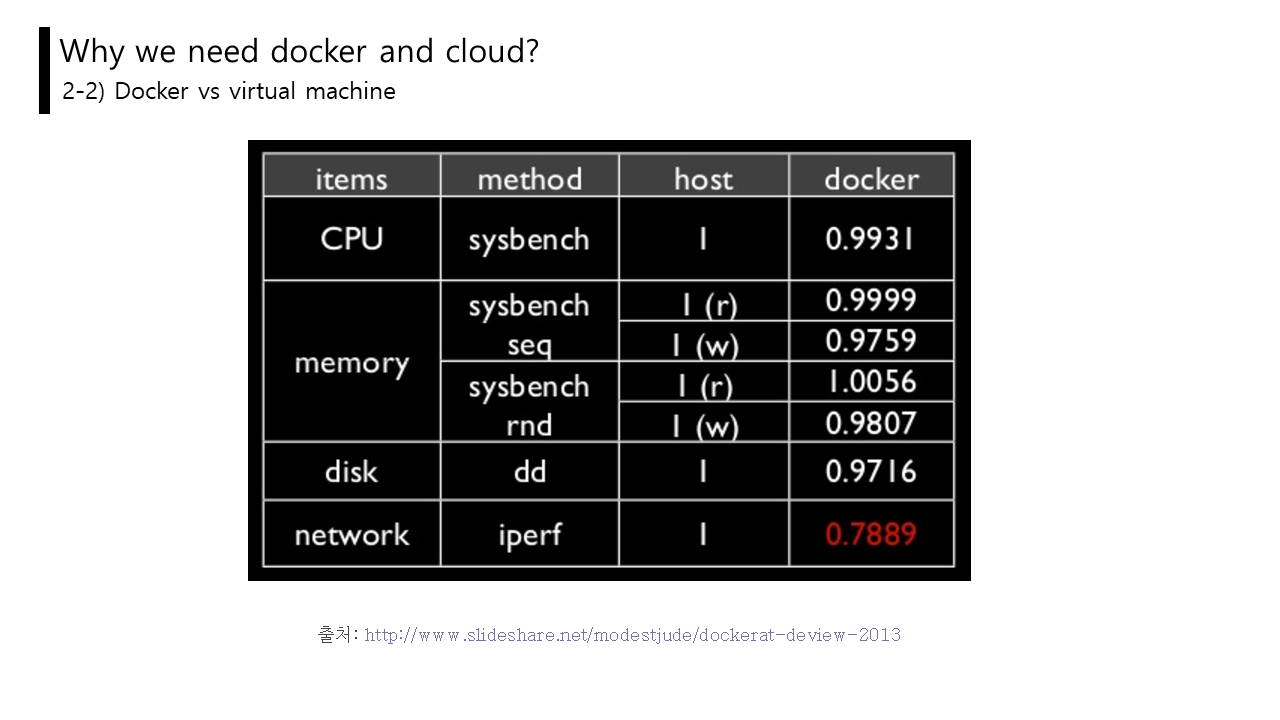 Why we need docker and cloud?
2-2) Docker vs virtual machine
items method host docker
CPU sysbench 1 0.9931
memory sysbench seq 1 (r) 0.9999
1 (w) 0.9759
sysbench rnd 1 (r) 1.0056
1 (w) 0.9807
disk dd 1 0.9716
network iperf 1 0.7889
출처: http://www.slideshare.net/modestjude/dockerat-deview-2013